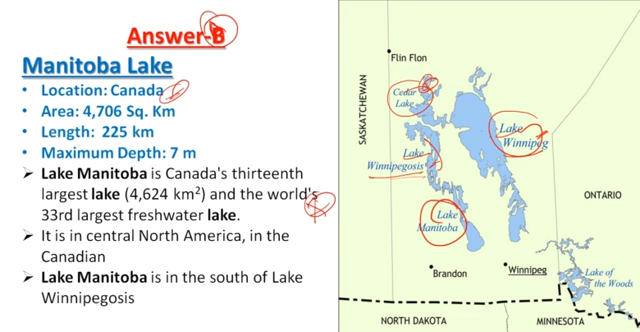 Answer-B
Manitoba Lake
• Location: Canada
• Area: 4,706 Sq. Km
• Length: 225 km
• Maximum Depth: 7 m
➢ Lake Manitoba is Canada's thirteenth
largest lake (4,624 km²) and the world's
33rd largest freshwater lake.
➢ It is in central North America, in the
Canadian
➢ Lake Manitoba is in the south of Lake
Winnipegosis
Flin Flon
SASKATCHEWAN
Cedar
Lake
Lake
Winnipeg
Lake
Winnipegosis
ONTARIO
Lake
Manitoba
Brandon
Winnipeg
Lake of
the Woods
NORTH DAKOTA
MINNESOTA